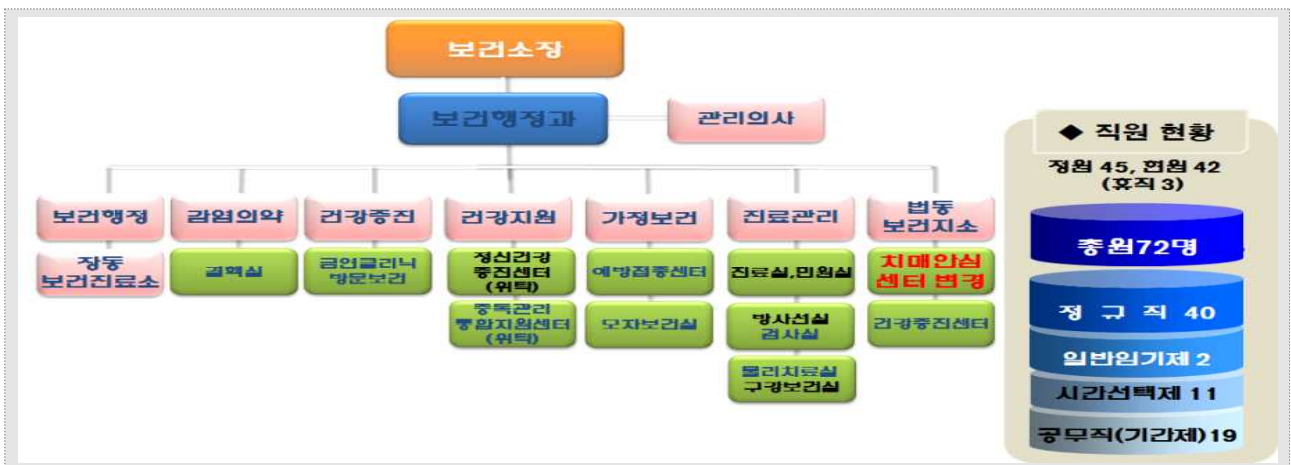 보건소장
보건행정과
관리의사
보건행정
감염의약
건강증진
건강지원
가정보건
진료관리
법동
보건지소
장동
보건진료소
결핵실
금연클리닉
방문보건
정신건강
증진센터
(위탁)
중독관리
통합지원센터
(위탁)
예방접종센터
모자보건실
진료실,민원실
방사선실
검사실
물리치료실
구강보건실
치매안심
센터 변경
건강증진센터
◆ 직원 현황
정원 45, 현원 42
(휴직 3)
총원72명
정 규 직 40
일반임기제 2
시간선택제 11
공무직(기간제)19